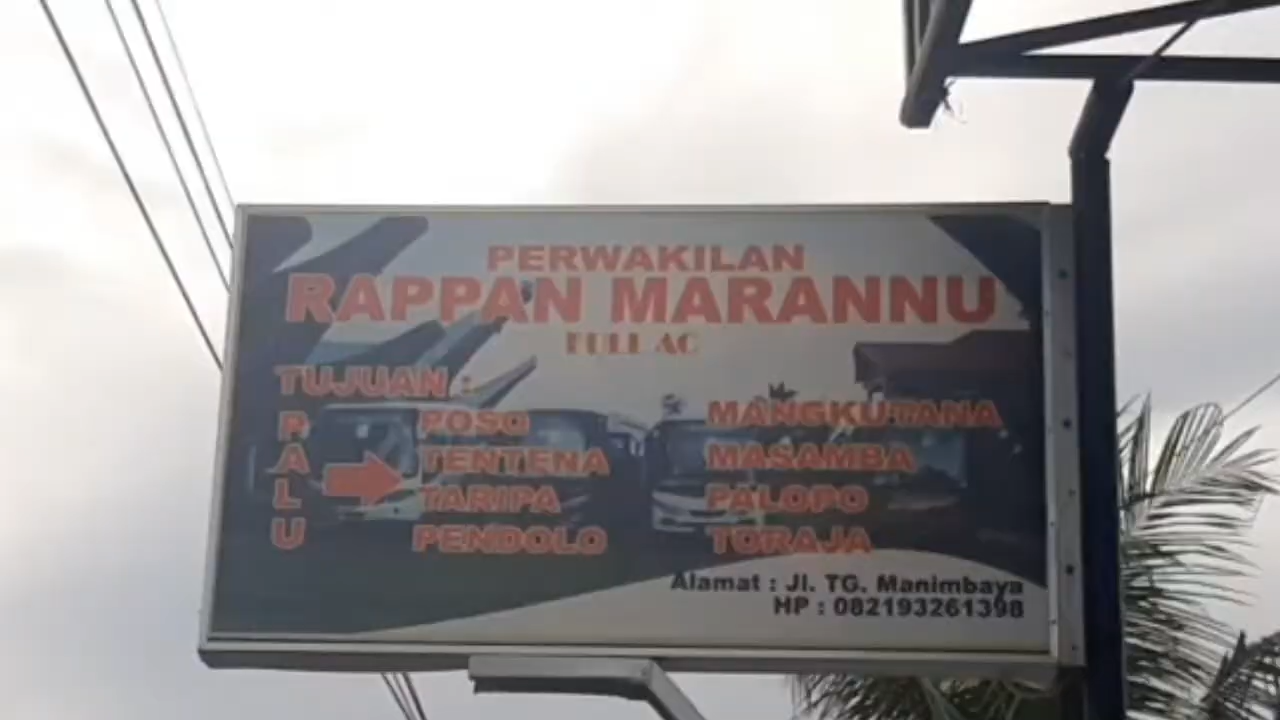 PERWAKILAN
RAPPAN MARANNU
FULL AC
TUJUAN :
PALU
POSO
TENTENA
TARIPA
PENDOLO
MANGKUTANA
MASAMBA
PALOPO
TORAJA
Alamat : Jl. TG. Manimbaya
HP : 082193261398